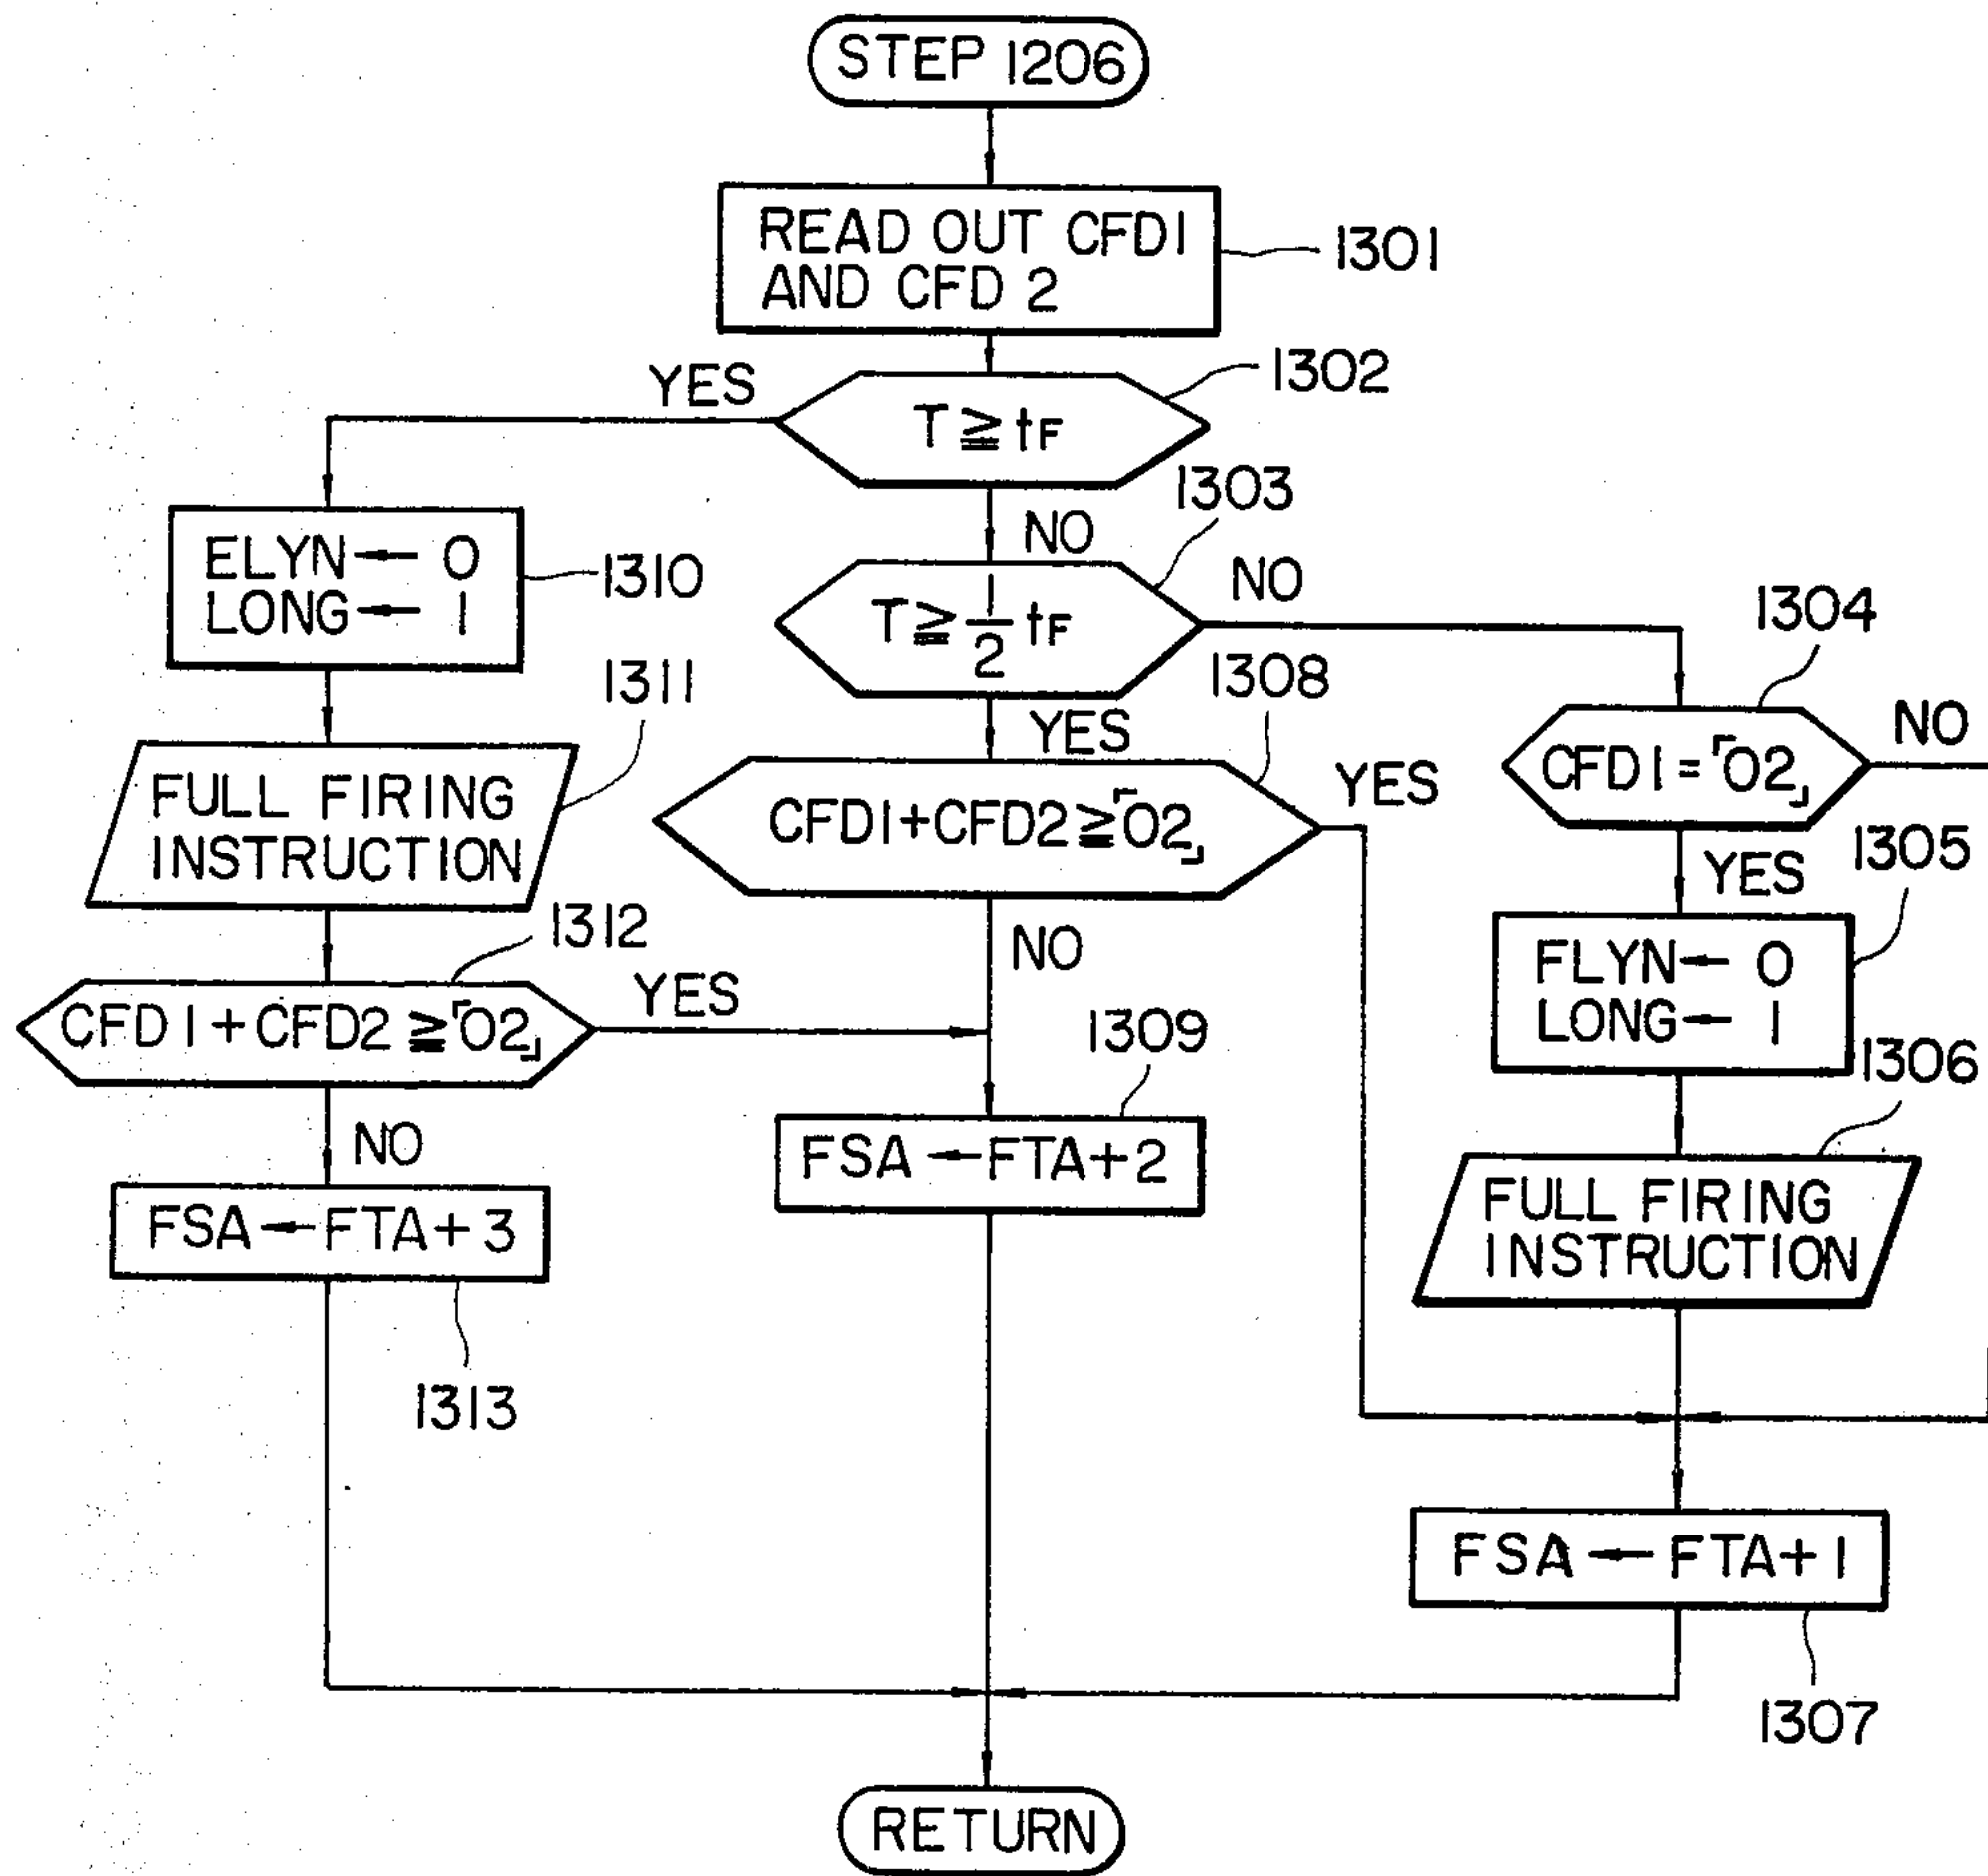 STEP 1206
READ OUT CFD1
AND CFD 2
1301
YES
1302
T ≧ tF
1303
NO
ELYN ← 0
LONG ← 1
1310
T ≧ 1/2 tF
NO
1304
1311
1308
YES
CFD1 = 「02」
NO
FULL FIRING
INSTRUCTION
CFD1+CFD2 ≧ 「02」
YES
1305
YES
1312
NO
FLYN ← 0
LONG ← 1
CFD1+CFD2 ≧ 「02」
YES
1309
1306
NO
FSA ← FTA+2
FULL FIRING
INSTRUCTION
FSA ← FTA+3
1313
FSA ← FTA+1
1307
RETURN